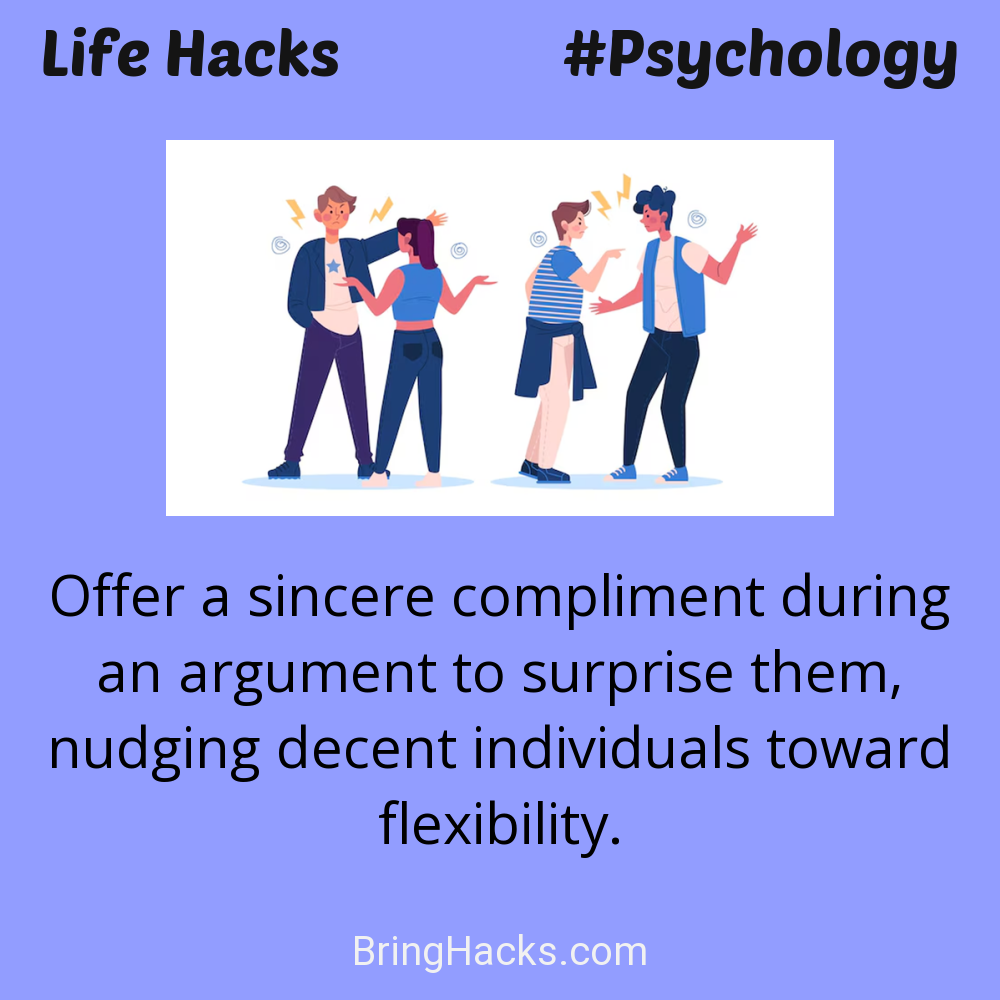 Life Hacks #Psychology
Offer a sincere compliment during
an argument to surprise them,
nudging decent individuals toward
flexibility.
BringHacks.com